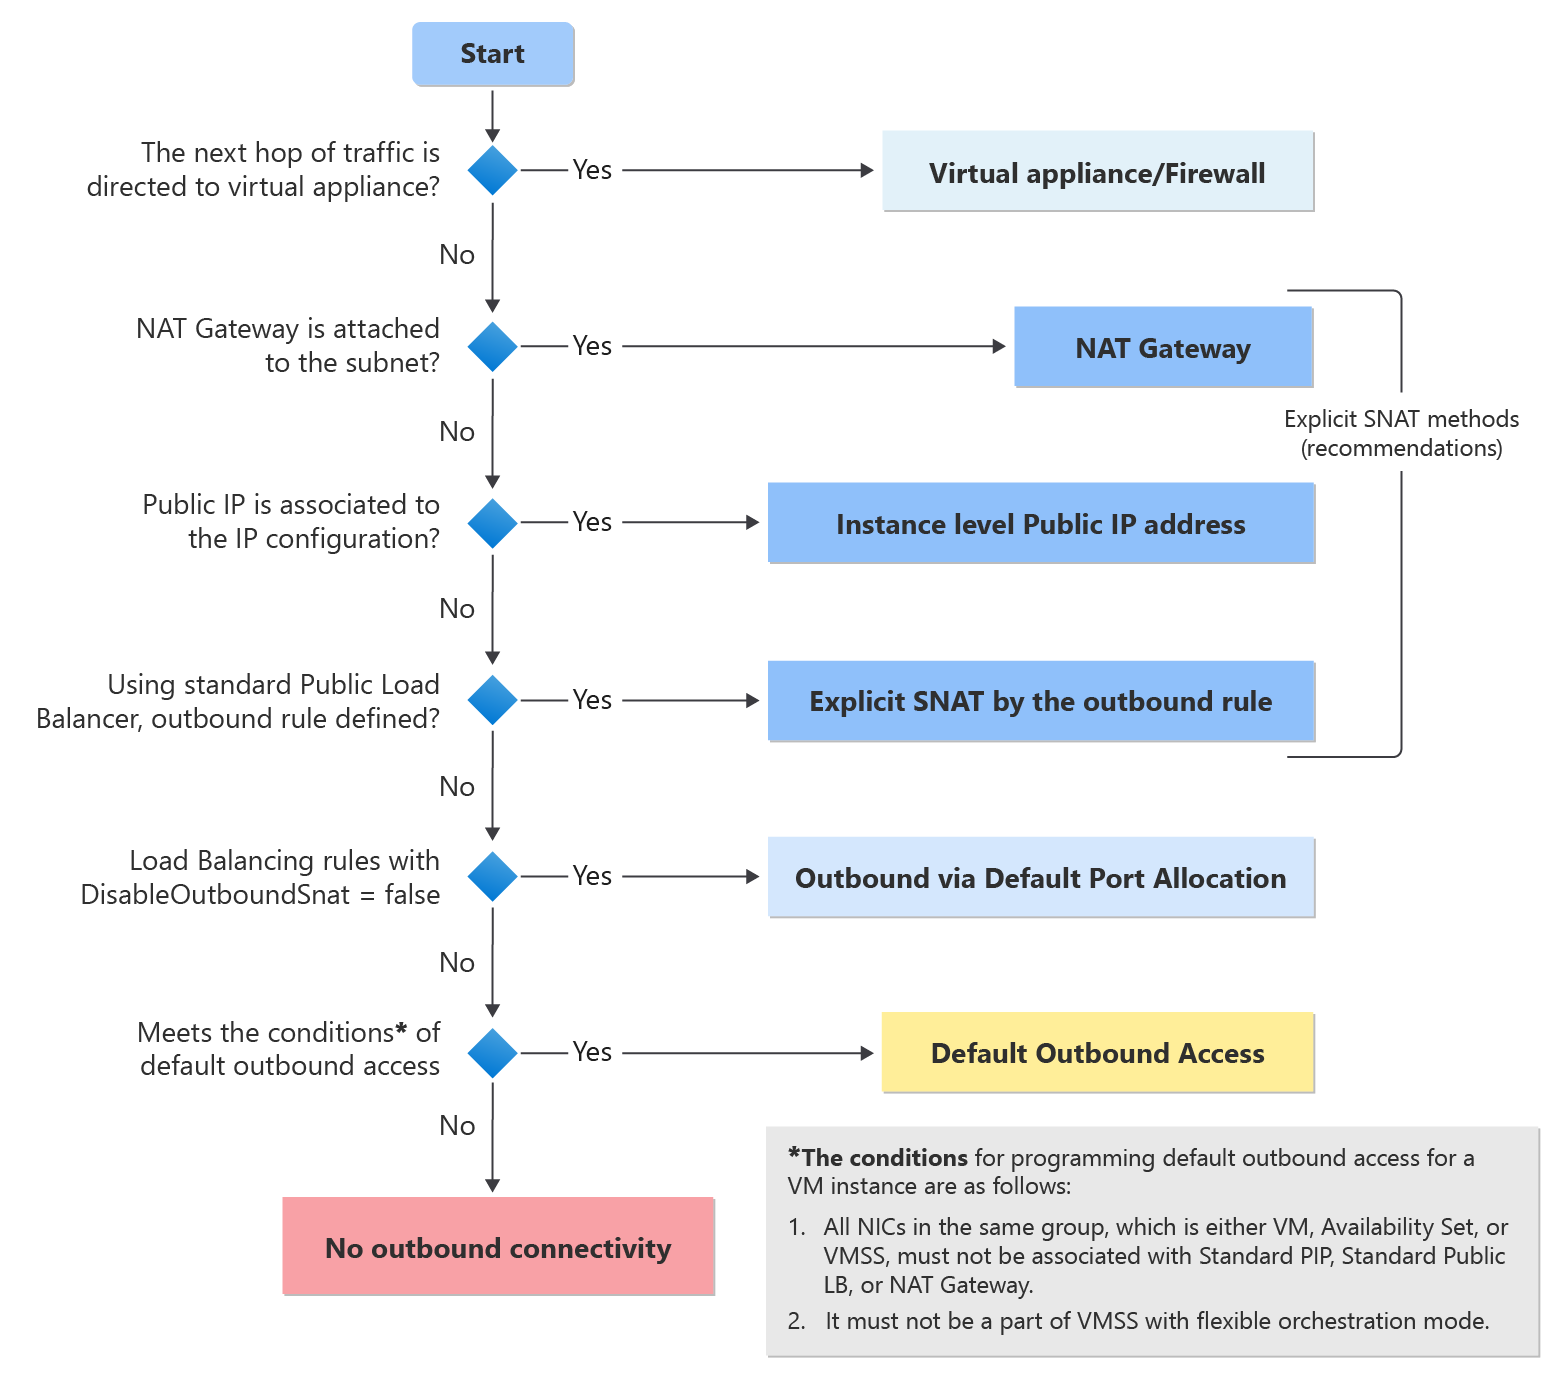 Start
The next hop of traffic is
directed to virtual appliance?
Yes
Virtual appliance/Firewall
No
NAT Gateway is attached
to the subnet?
Yes
NAT Gateway
Explicit SNAT methods
(recommendations)
No
Public IP is associated to
the IP configuration?
Yes
Instance level Public IP address
No
Using standard Public Load
Balancer, outbound rule defined?
Yes
Explicit SNAT by the outbound rule
No
Load Balancing rules with
DisableOutboundSnat = false
Yes
Outbound via Default Port Allocation
No
Meets the conditions* of
default outbound access
Yes
Default Outbound Access
No
No outbound connectivity
*The conditions for programming default outbound access for a
VM instance are as follows:
1. All NICs in the same group, which is either VM, Availability Set, or
VMSS, must not be associated with Standard PIP, Standard Public
LB, or NAT Gateway.
2. It must not be a part of VMSS with flexible orchestration mode.